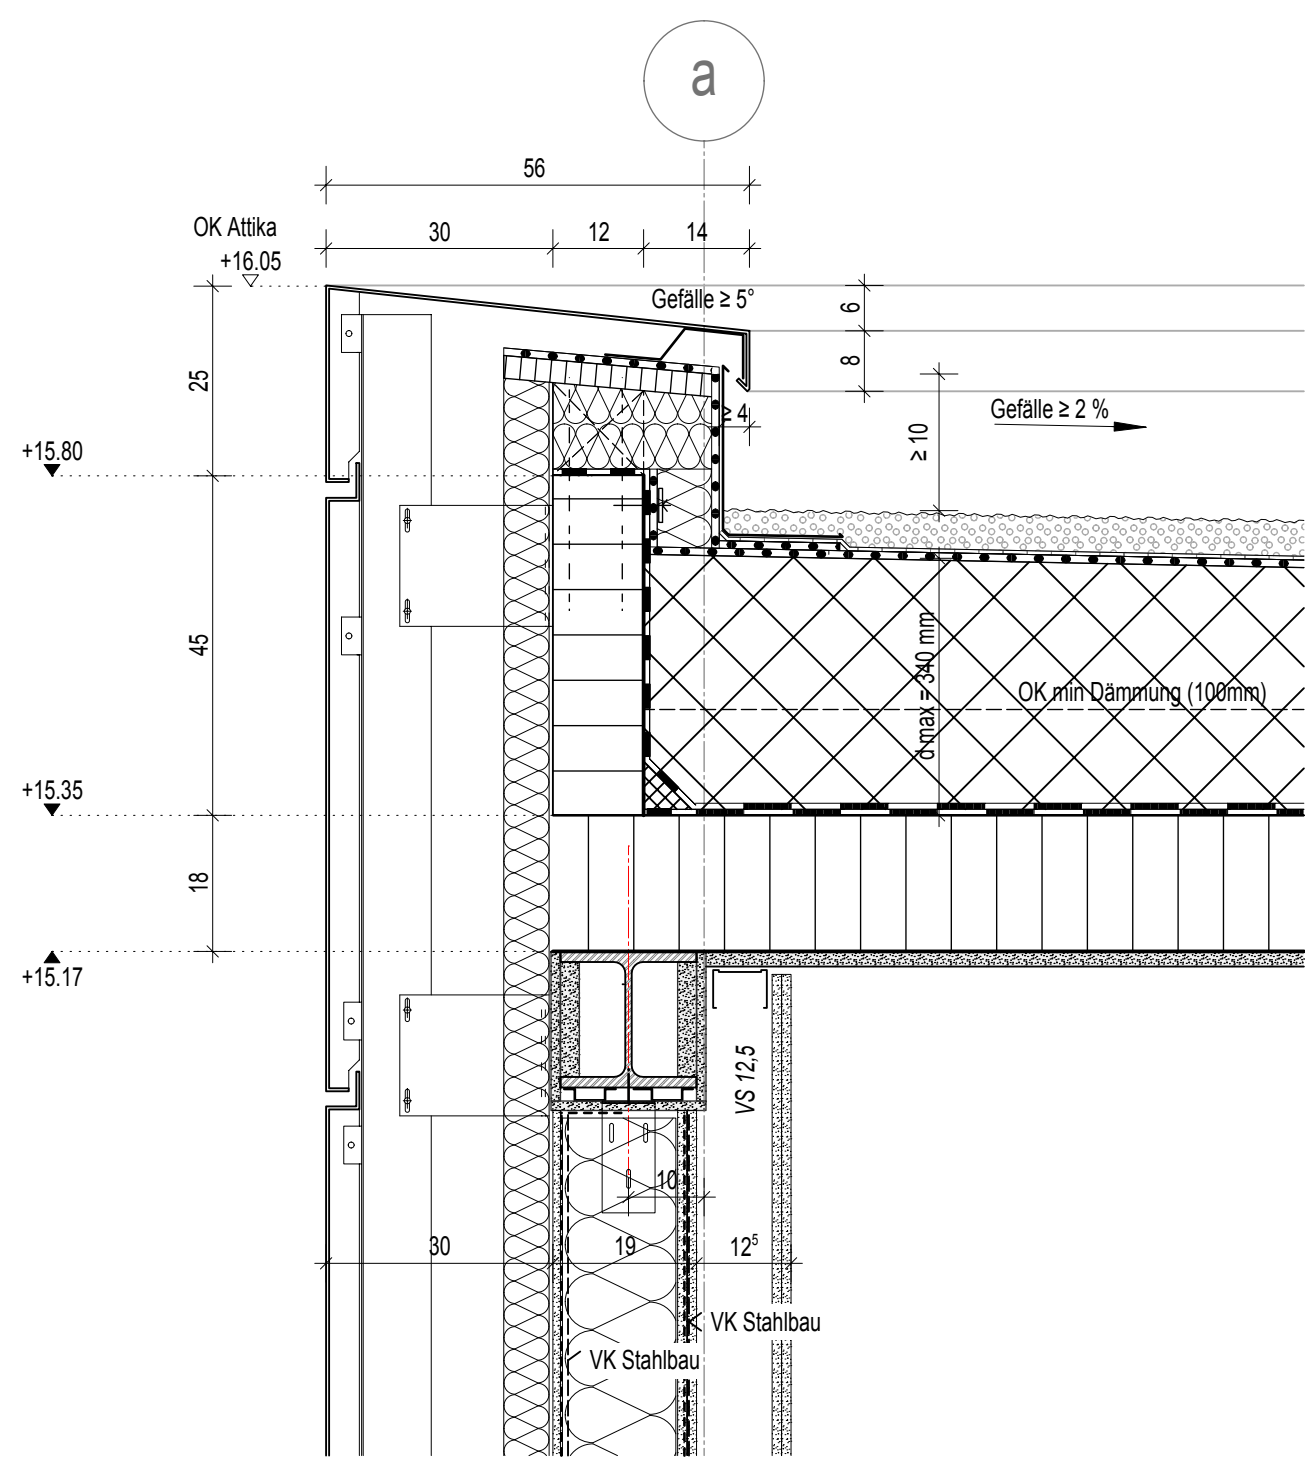 a
56
OK Attika
30
12
14
+16.05
Gefälle ≥ 5°
6
8
25
≥ 4
Gefälle ≥ 2 %
≥ 10
+15.80
45
d max = 340 mm
OK min Dämmung (100mm)
+15.35
18
+15.17
VS 12,5
10
30
19
12⁵
VK Stahlbau
VK Stahlbau